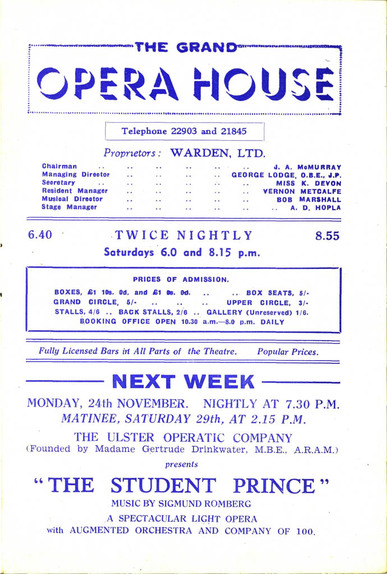 THE GRAND
OPERA HOUSE
Telephone 22903 and 21845
Proprietors: WARDEN, LTD.
Chairman .. .. .. .. .. J. A. McMURRAY
Managing Director .. .. .. .. GEORGE LODGE, O.B.E., J.P.
Secretary .. .. .. .. .. MISS K. DEVON
Resident Manager .. .. .. .. VERNON METCALFE
Musical Director .. .. .. .. BOB MARSHALL
Stage Manager .. .. .. .. .. A. D. HOPLA
6.40 TWICE NIGHTLY 8.55
Saturdays 6.0 and 8.15 p.m.
PRICES OF ADMISSION.
BOXES, £1 10s. 0d. and £1 0s. 0d. .. .. BOX SEATS, 5/-
GRAND CIRCLE, 5/- .. .. .. UPPER CIRCLE, 3/-
STALLS, 4/6 .. BACK STALLS, 2/6 .. GALLERY (Unreserved) 1/6.
BOOKING OFFICE OPEN 10.30 a.m.—8.0 p.m. DAILY
Fully Licensed Bars in All Parts of the Theatre. Popular Prices.
NEXT WEEK
MONDAY, 24th NOVEMBER. NIGHTLY AT 7.30 P.M.
MATINEE, SATURDAY 29th, AT 2.15 P.M.
THE ULSTER OPERATIC COMPANY
(Founded by Madame Gertrude Drinkwater, M.B.E., A.R.A.M.)
presents
"THE STUDENT PRINCE"
MUSIC BY SIGMUND ROMBERG
A SPECTACULAR LIGHT OPERA
with AUGMENTED ORCHESTRA AND COMPANY OF 100.